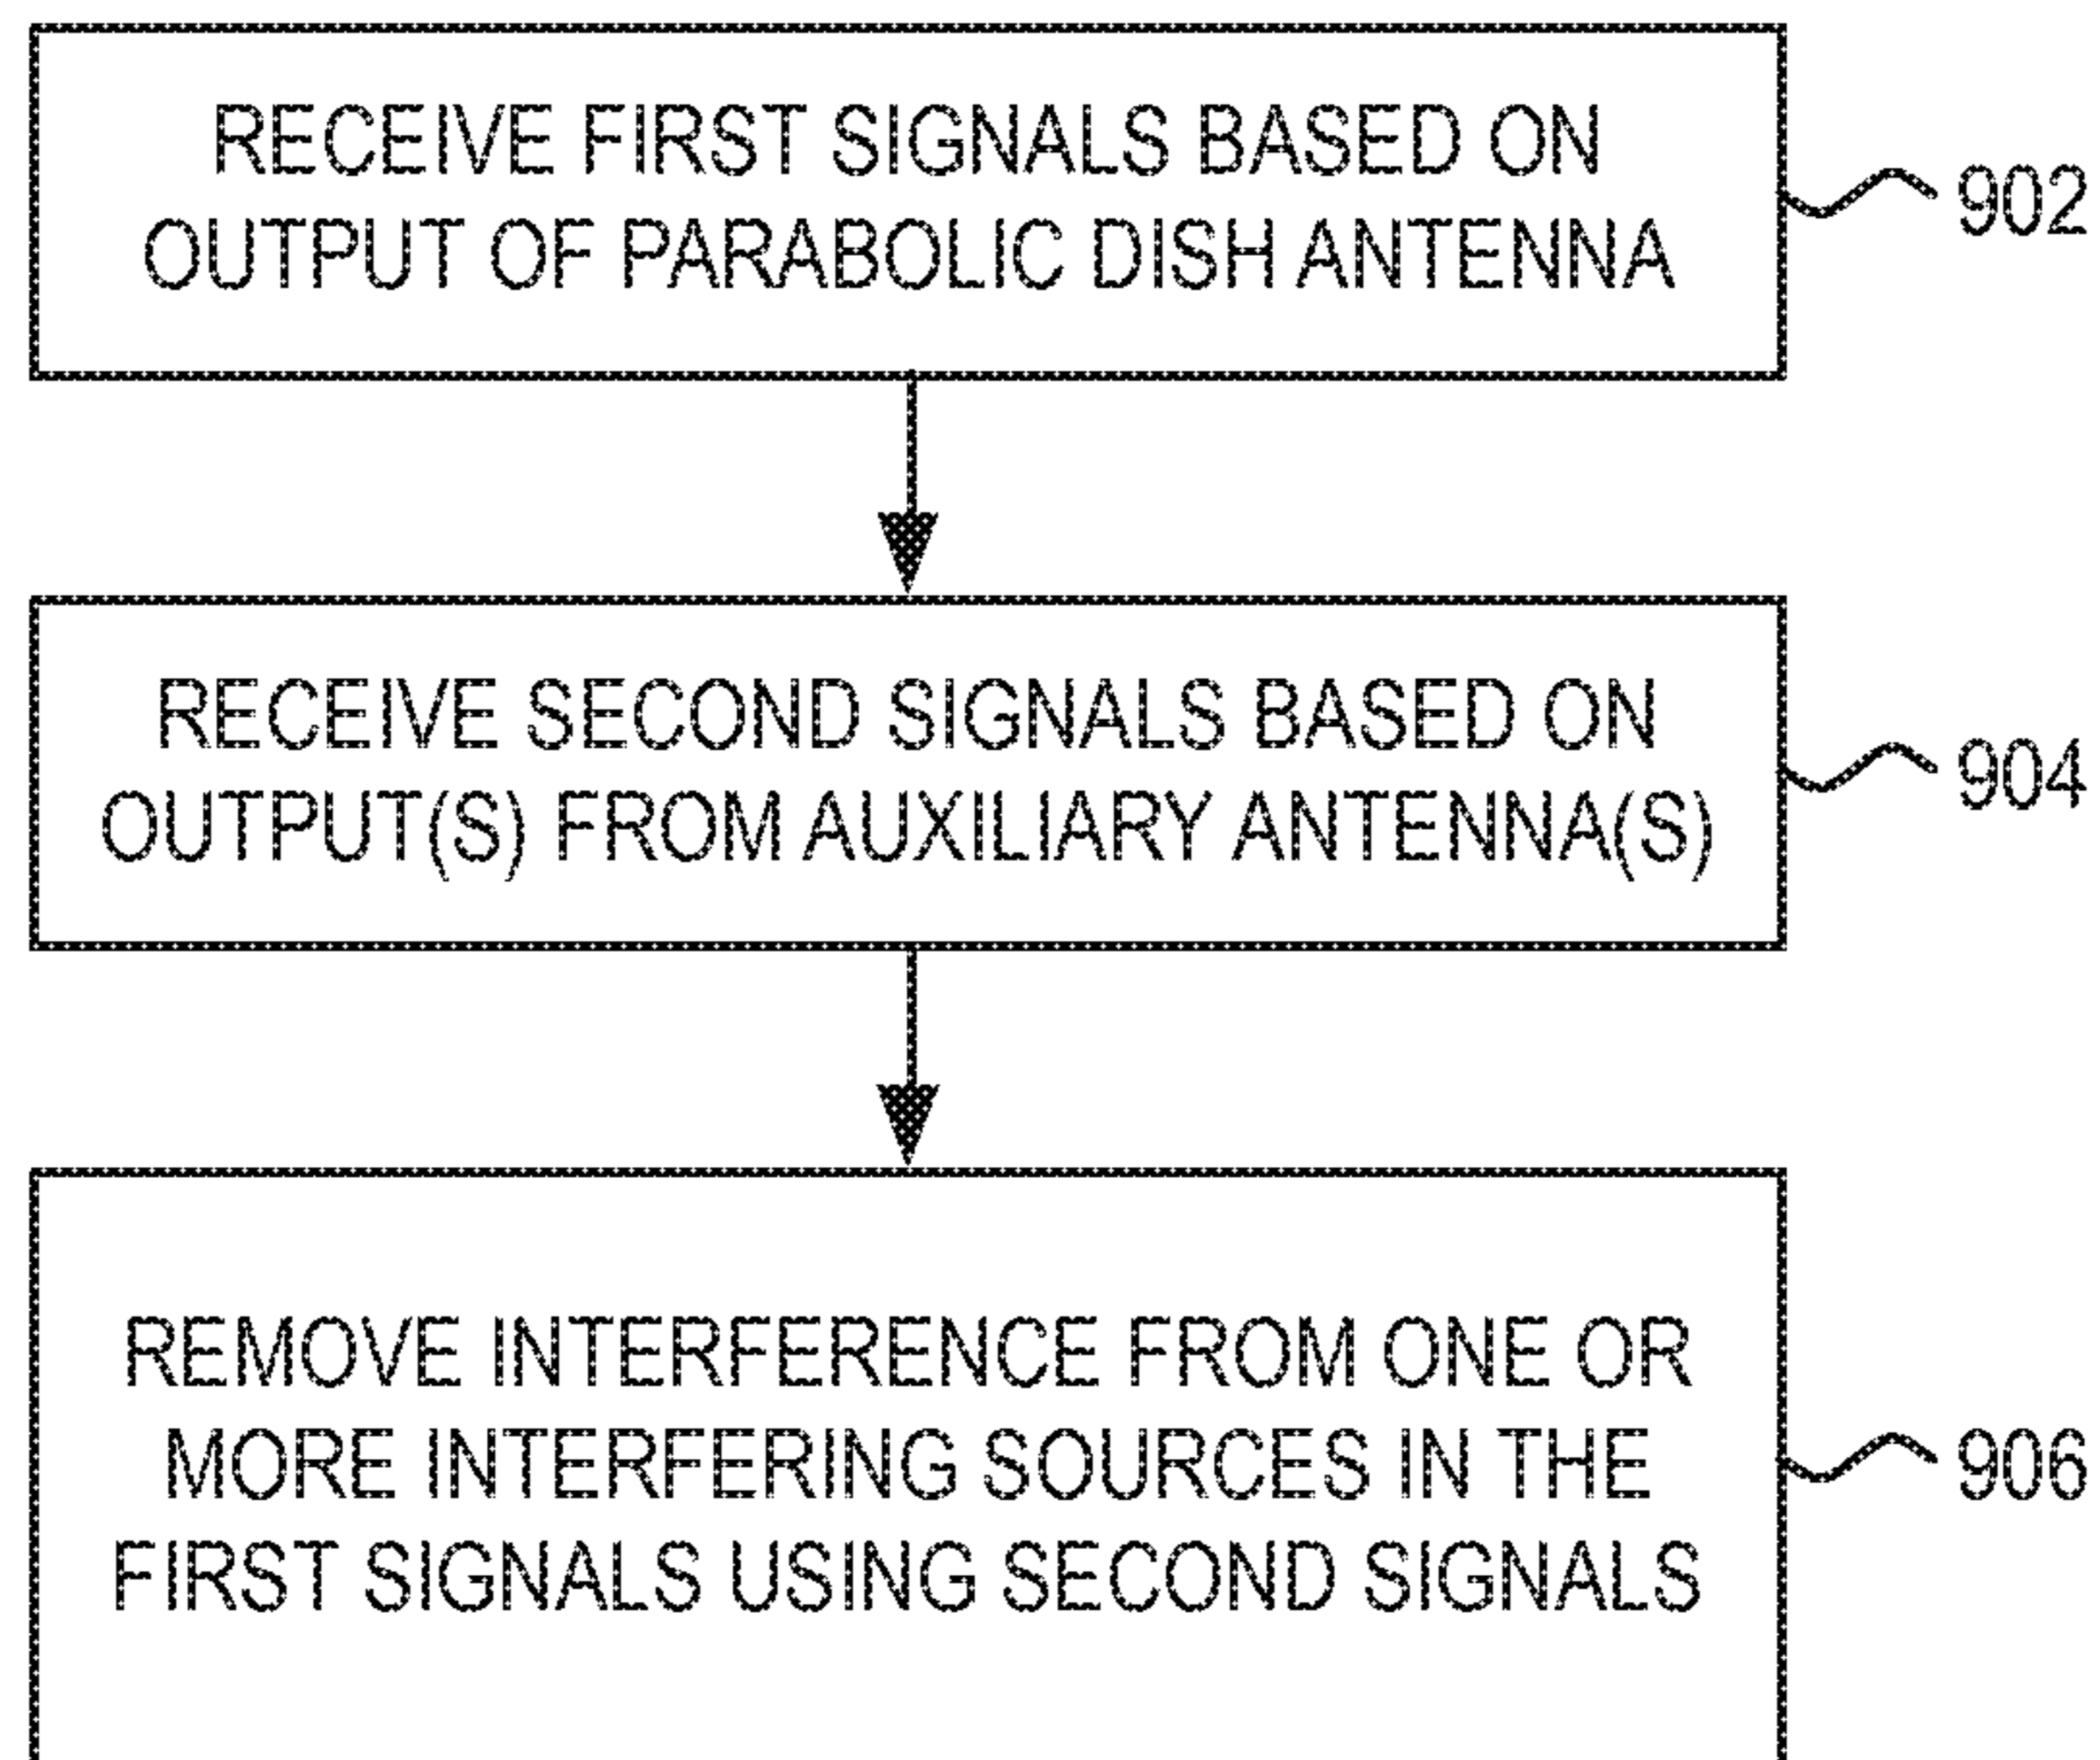 RECEIVE FIRST SIGNALS BASED ON
OUTPUT OF PARABOLIC DISH ANTENNA
902
RECEIVE SECOND SIGNALS BASED ON
OUTPUT(S) FROM AUXILIARY ANTENNA(S)
904
REMOVE INTERFERENCE FROM ONE OR
MORE INTERFERING SOURCES IN THE
FIRST SIGNALS USING SECOND SIGNALS
906